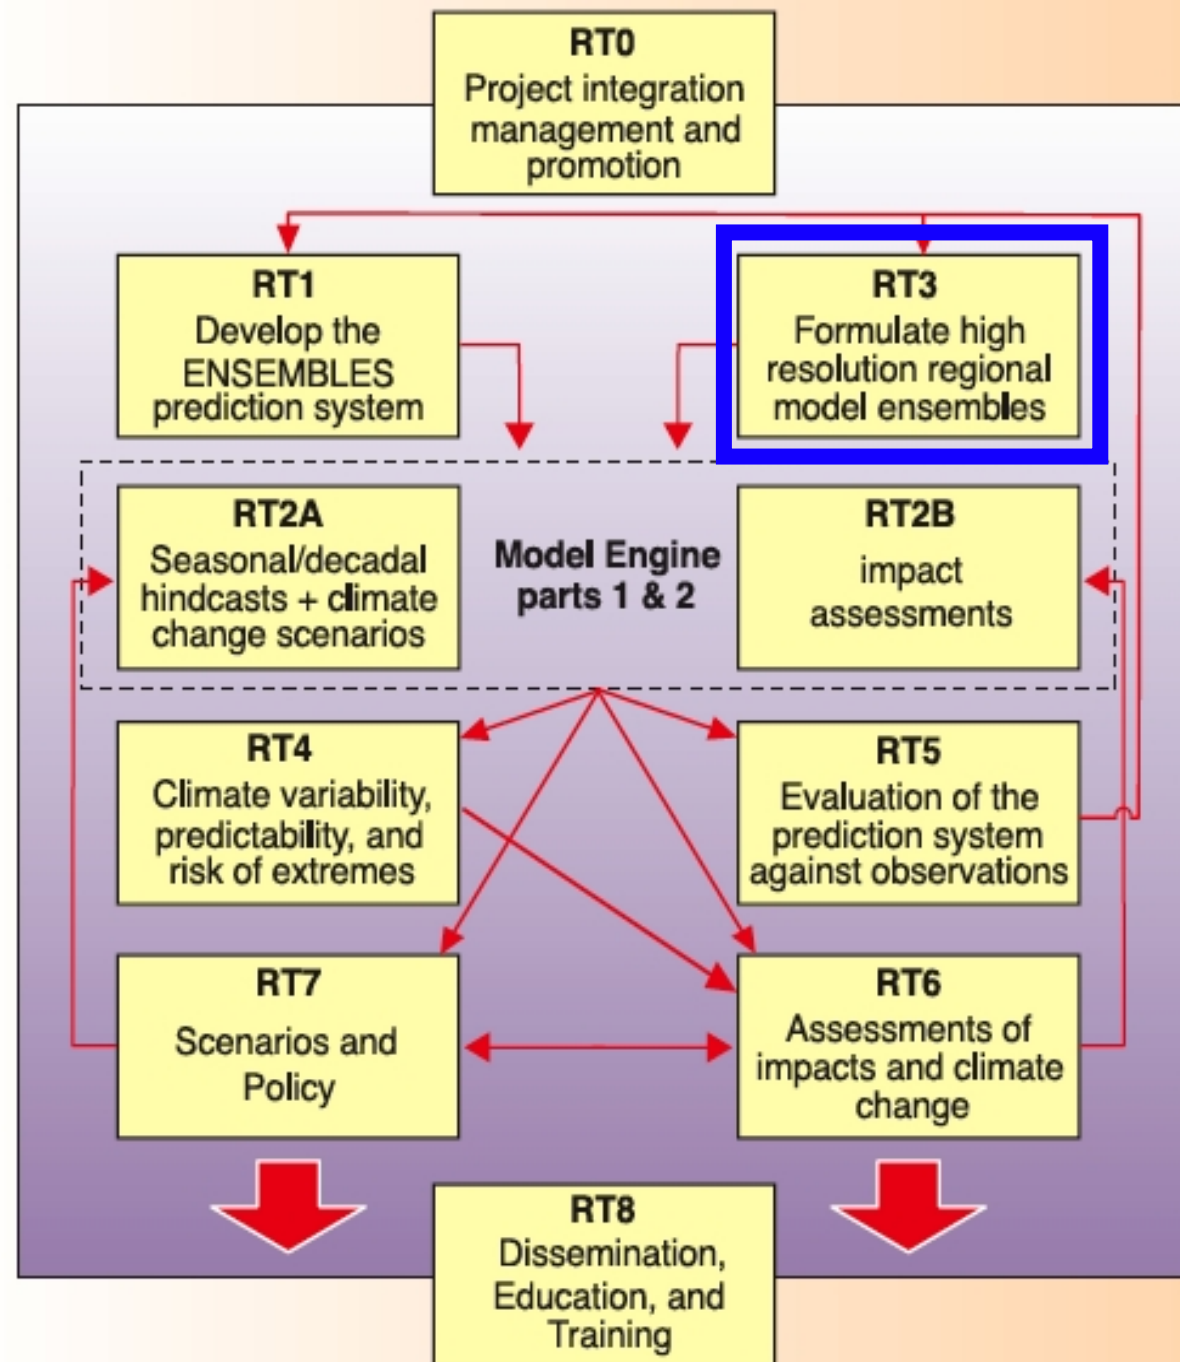 RT0
Project integration
management and
promotion
RT1
Develop the
ENSEMBLES
prediction system
RT3
Formulate high
resolution regional
model ensembles
RT2A
Seasonal/decadal
hindcasts + climate
change scenarios
Model Engine
parts 1 & 2
RT2B
impact
assessments
RT4
Climate variability,
predictability, and
risk of extremes
RT5
Evaluation of the
prediction system
against observations
RT7
Scenarios and
Policy
RT6
Assessments of
impacts and climate
change
RT8
Dissemination,
Education, and
Training